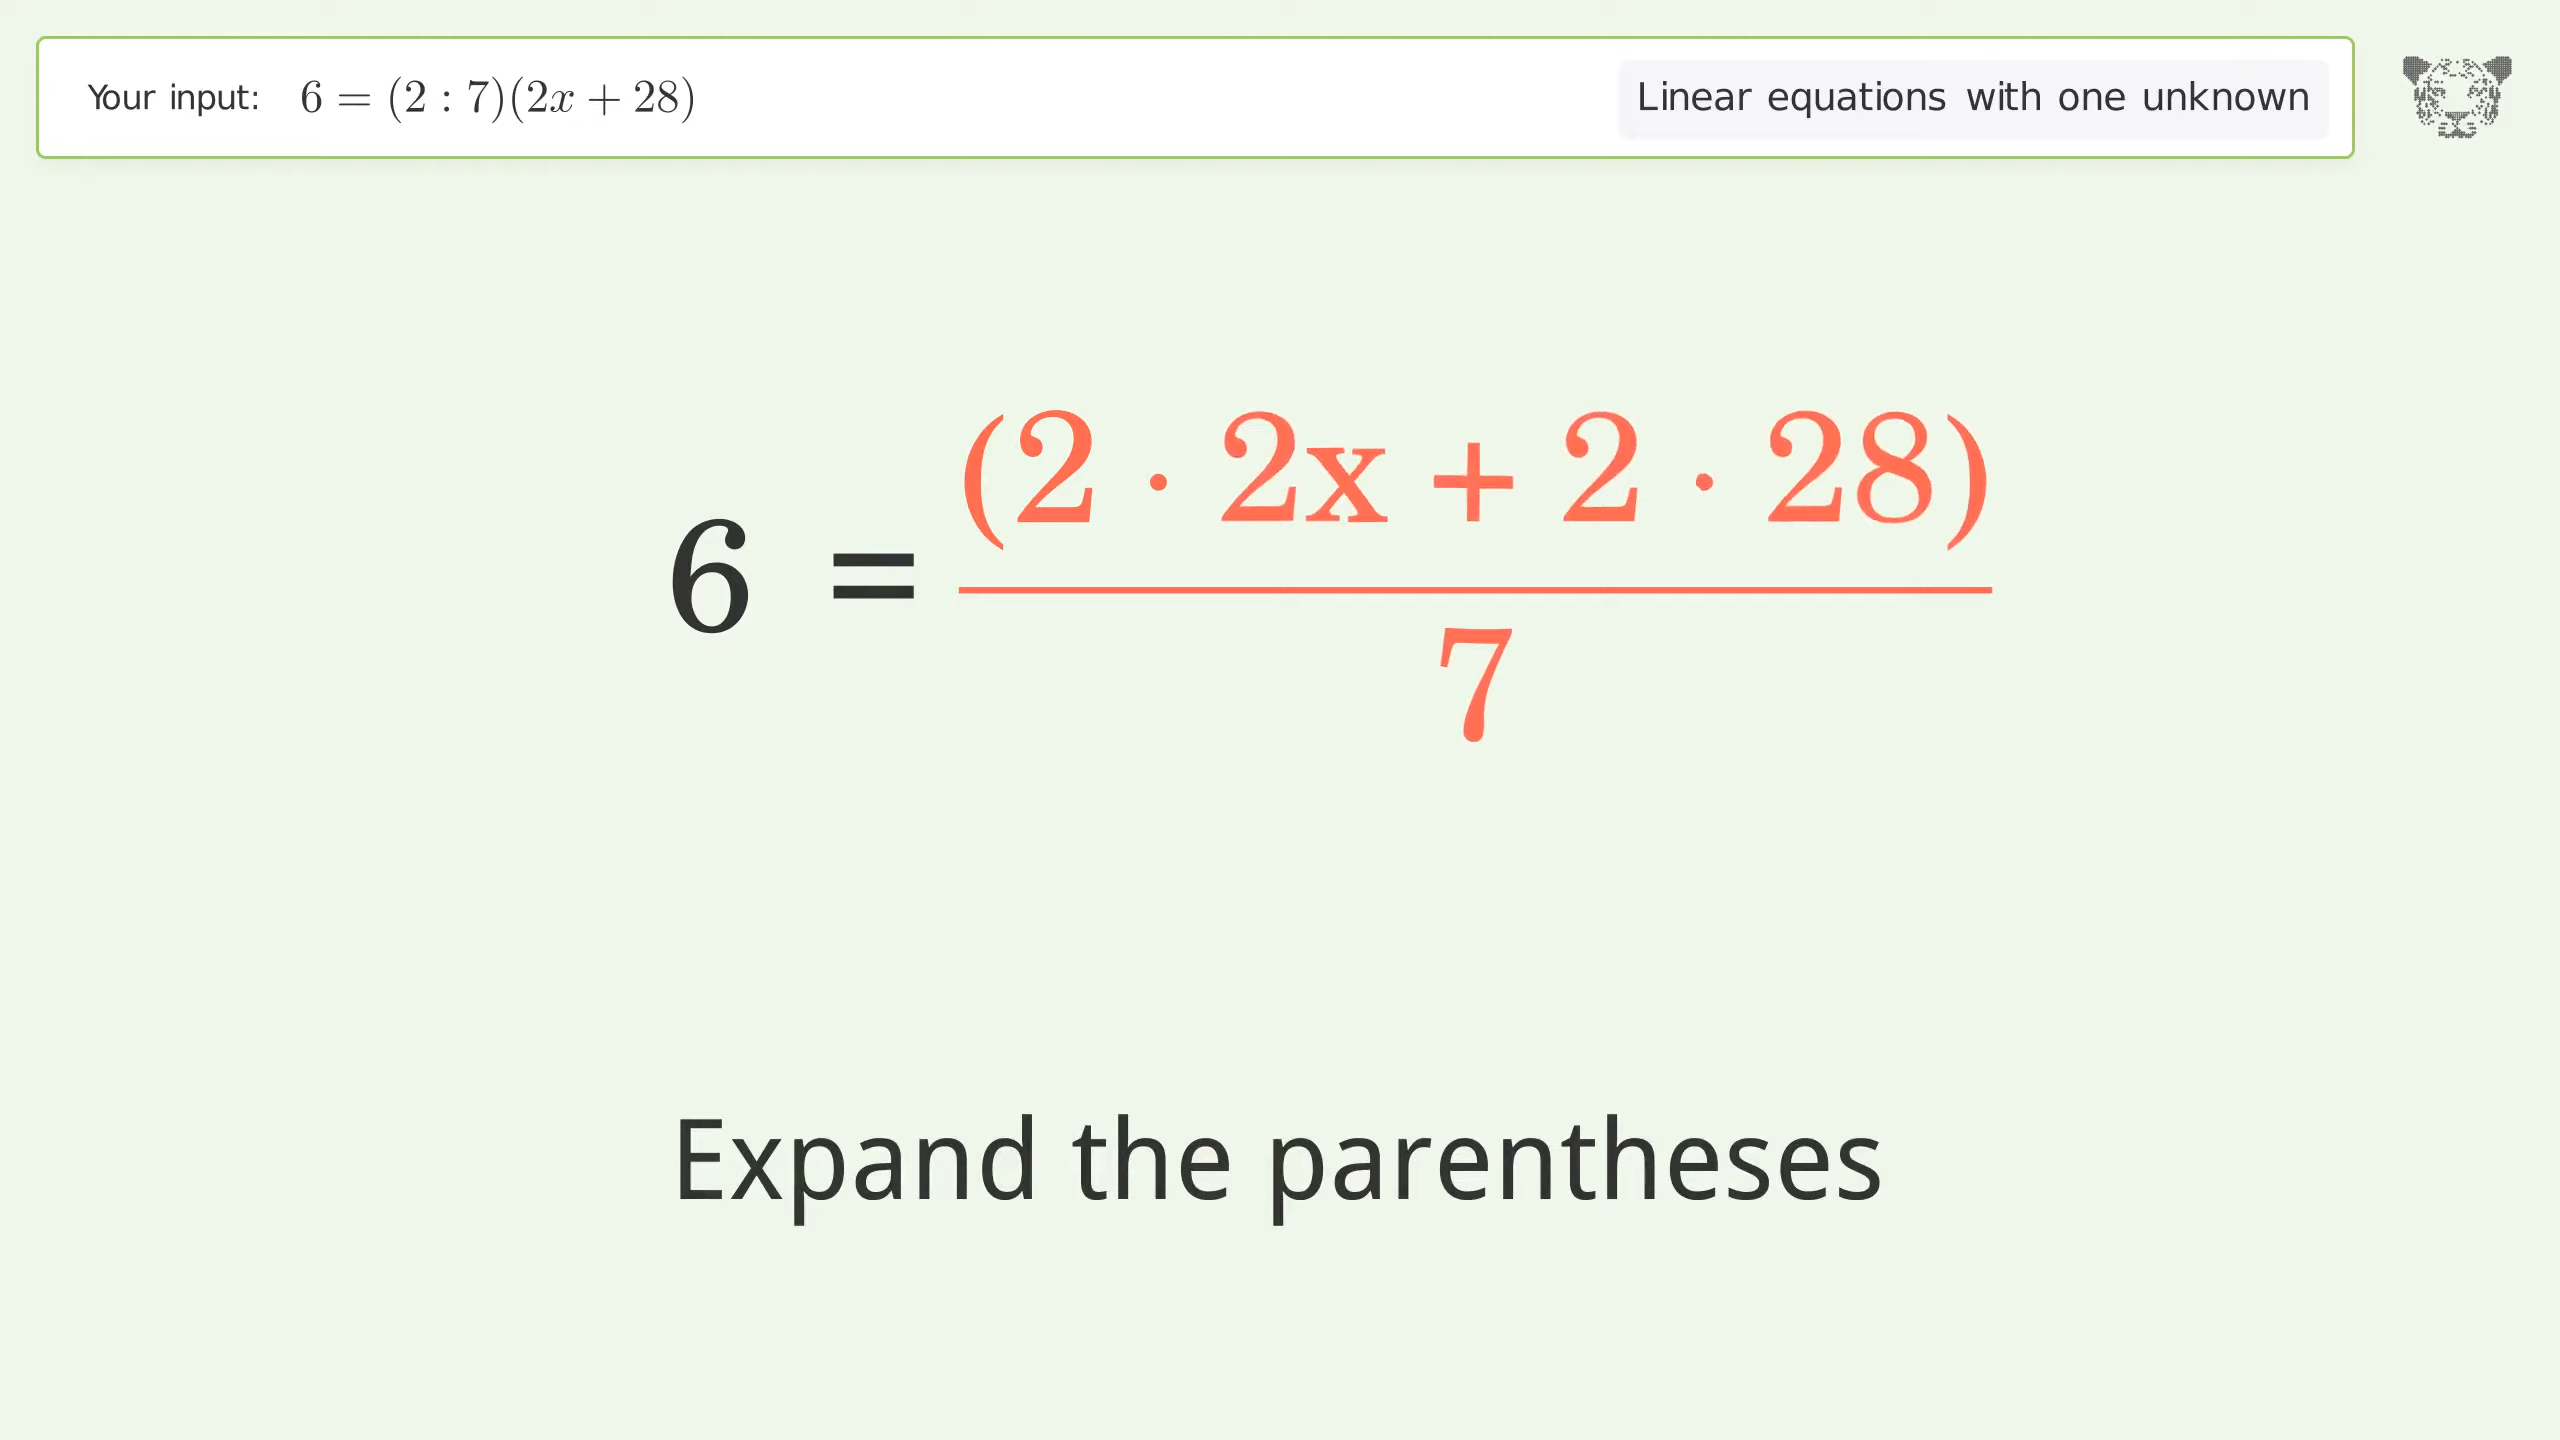 Your input: 6 = (2 : 7)(2x + 28)
Linear equations with one unknown
6 = (2 · 2x + 2 · 28)
7
Expand the parentheses